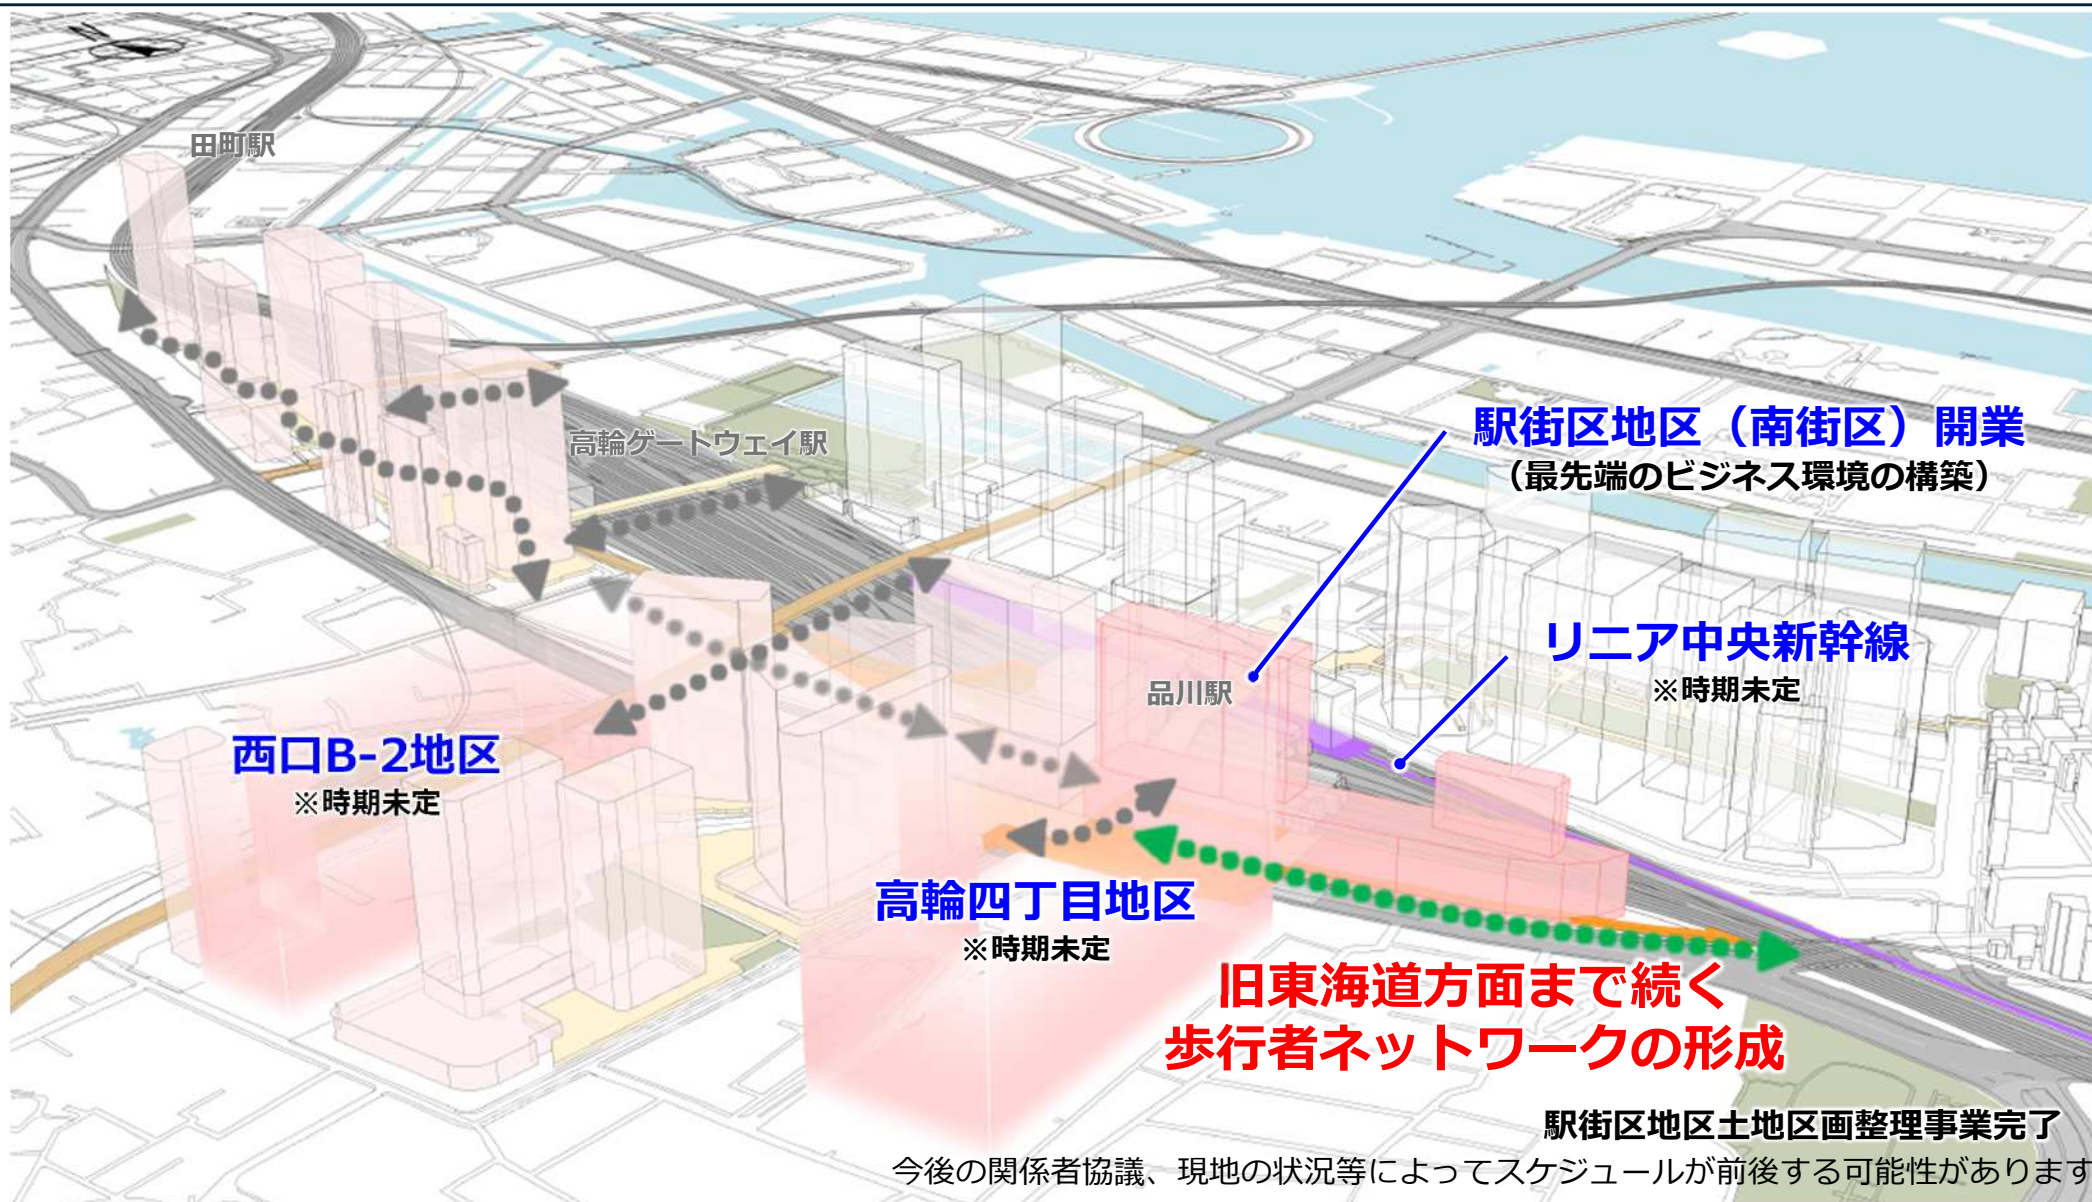 N
田町駅
高輪ゲートウェイ駅
駅街区地区（南街区）開業
（最先端のビジネス環境の構築）
リニア中央新幹線
※時期未定
品川駅
西口B-2地区
※時期未定
高輪四丁目地区
※時期未定
旧東海道方面まで続く
歩行者ネットワークの形成
駅街区地区土地区画整理事業完了
今後の関係者協議、現地の状況等によってスケジュールが前後する可能性があります